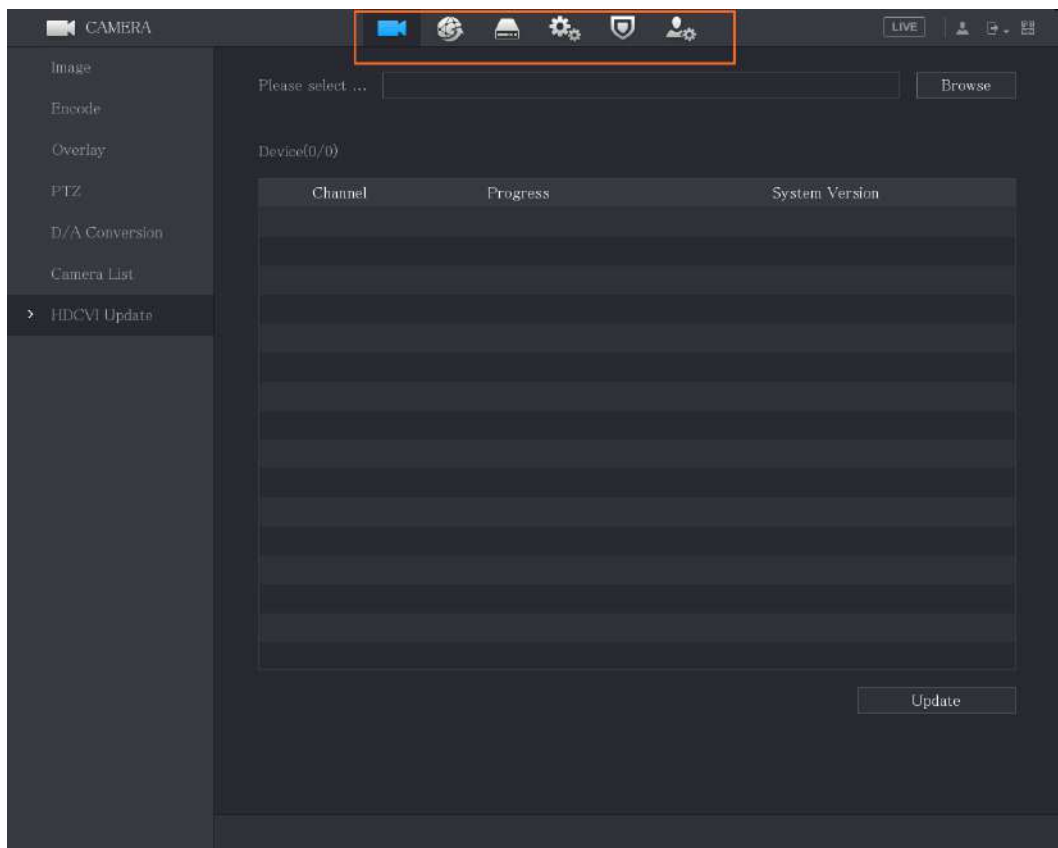 CAMERA
LIVE
Image
Encode
Overlay
PTZ
D/A Conversion
Camera List
HDCVI Update
Please select ...
Browse
Device(0/0)
Channel Progress System Version
Update